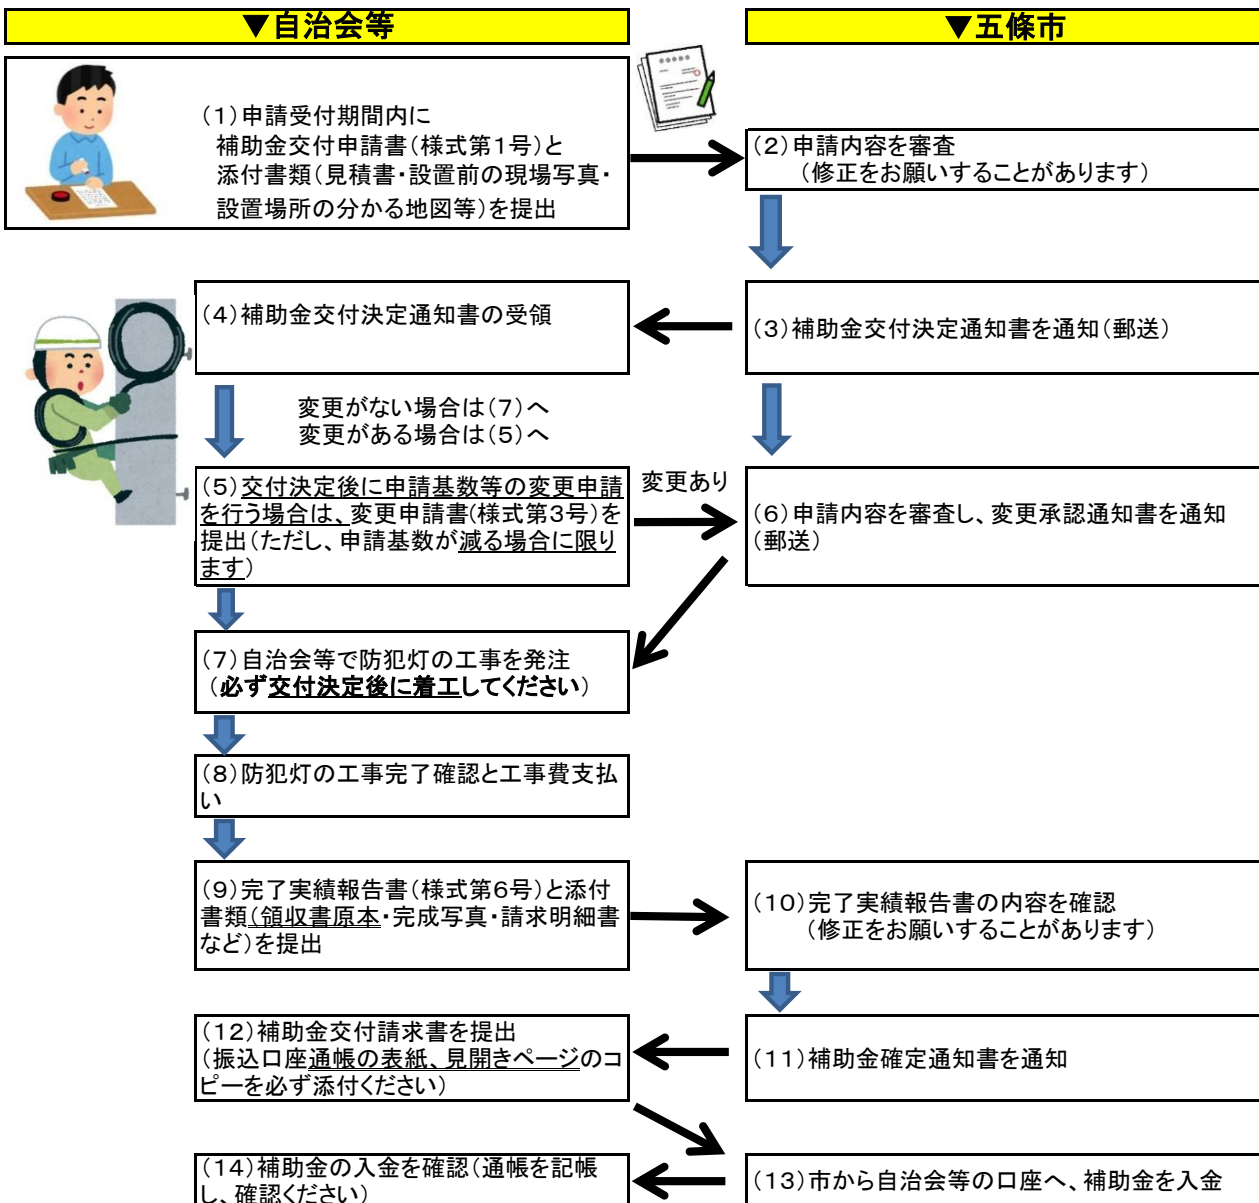 ▼自治会等
▼五條市
(1)申請受付期間内に
補助金交付申請書(様式第1号)と
添付書類(見積書・設置前の現場写真・
設置場所の分かる地図等)を提出
(2)申請内容を審査
(修正をお願いすることがあります)
(4)補助金交付決定通知書の受領
(3)補助金交付決定通知書を通知(郵送)
変更がない場合は(7)へ
変更がある場合は(5)へ
(5)交付決定後に申請基数等の変更申請
を行う場合は、変更申請書(様式第3号)を
提出(ただし、申請基数が減る場合に限り
ます)
変更あり
(6)申請内容を審査し、変更承認通知書を通知
(郵送)
(7)自治会等で防犯灯の工事を発注
(必ず交付決定後に着工してください)
(8)防犯灯の工事完了確認と工事費支払
い
(9)完了実績報告書(様式第6号)と添付
書類(領収書原本・完成写真・請求明細書
など)を提出
(10)完了実績報告書の内容を確認
(修正をお願いすることがあります)
(12)補助金交付請求書を提出
(振込口座通帳の表紙、見開きページのコ
ピーを必ず添付ください)
(11)補助金確定通知書を通知
(14)補助金の入金を確認(通帳を記帳
し、確認ください)
(13)市から自治会等の口座へ、補助金を入金